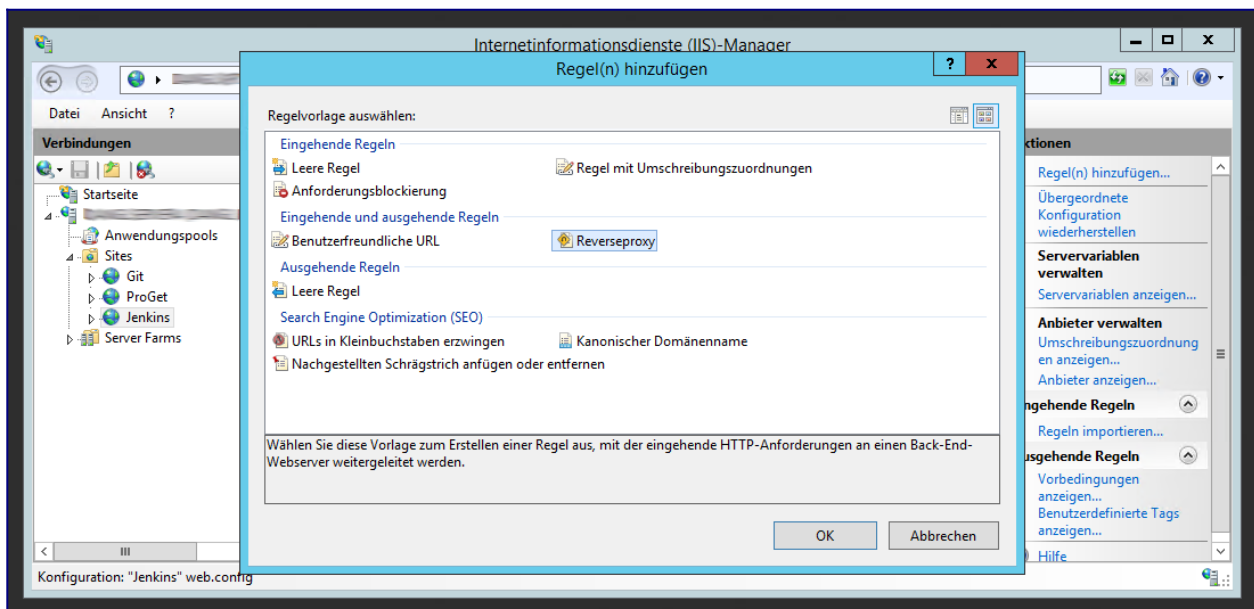 Internetinformationsdienste (IIS)-Manager
Regel(n) hinzufügen
? x
Datei Ansicht ?
Verbindungen
Startseite
Anwendungspools
Sites
Git
ProGet
Jenkins
Server Farms
Konfiguration: "Jenkins" web.config
Regelvorlage auswählen:
Eingehende Regeln
Leere Regel
Regel mit Umschreibungszuordnungen
Anforderungsblockierung
Eingehende und ausgehende Regeln
Benutzerfreundliche URL
Reverseproxy
Ausgehende Regeln
Leere Regel
Search Engine Optimization (SEO)
URLs in Kleinbuchstaben erzwingen
Kanonischer Domänenname
Nachgestellten Schrägstrich anfügen oder entfernen
Wählen Sie diese Vorlage zum Erstellen einer Regel aus, mit der eingehende HTTP-Anforderungen an einen Back-End-
Webserver weitergeleitet werden.
OK
Abbrechen
ktionen
Regel(n) hinzufügen...
Übergeordnete
Konfiguration
wiederherstellen
Servervariablen
verwalten
Servervariablen anzeigen...
Anbieter verwalten
Umschreibungszuordnung
en anzeigen...
Anbieter anzeigen...
ngehende Regeln
Regeln importieren...
usgehende Regeln
Vorbedingungen
anzeigen...
Benutzerdefinierte Tags
anzeigen...
Hilfe